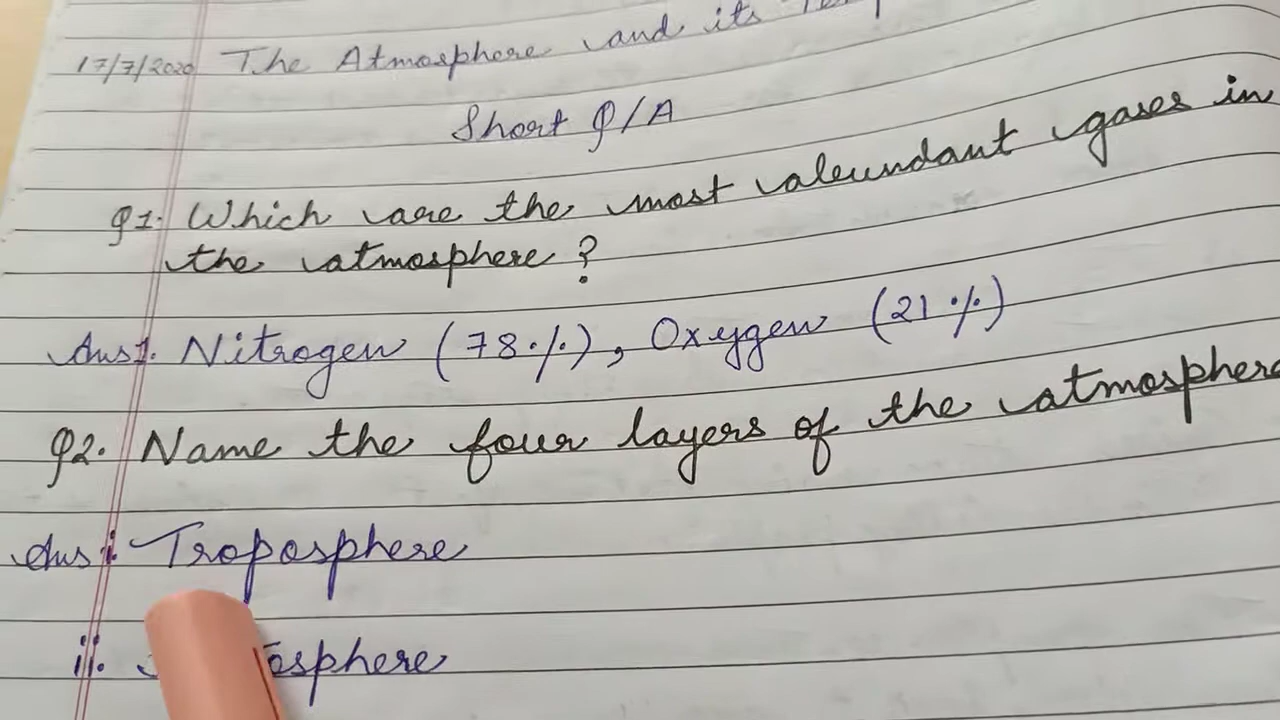 17/7/2020 The Atmosphere and its
Short Q/A
Q1. Which are the most abundant gases in
the atmosphere?
Ans1. Nitrogen (78%), Oxygen (21%)
Q2. Name the four layers of the atmosphere
Ans i. Troposphere
ii.